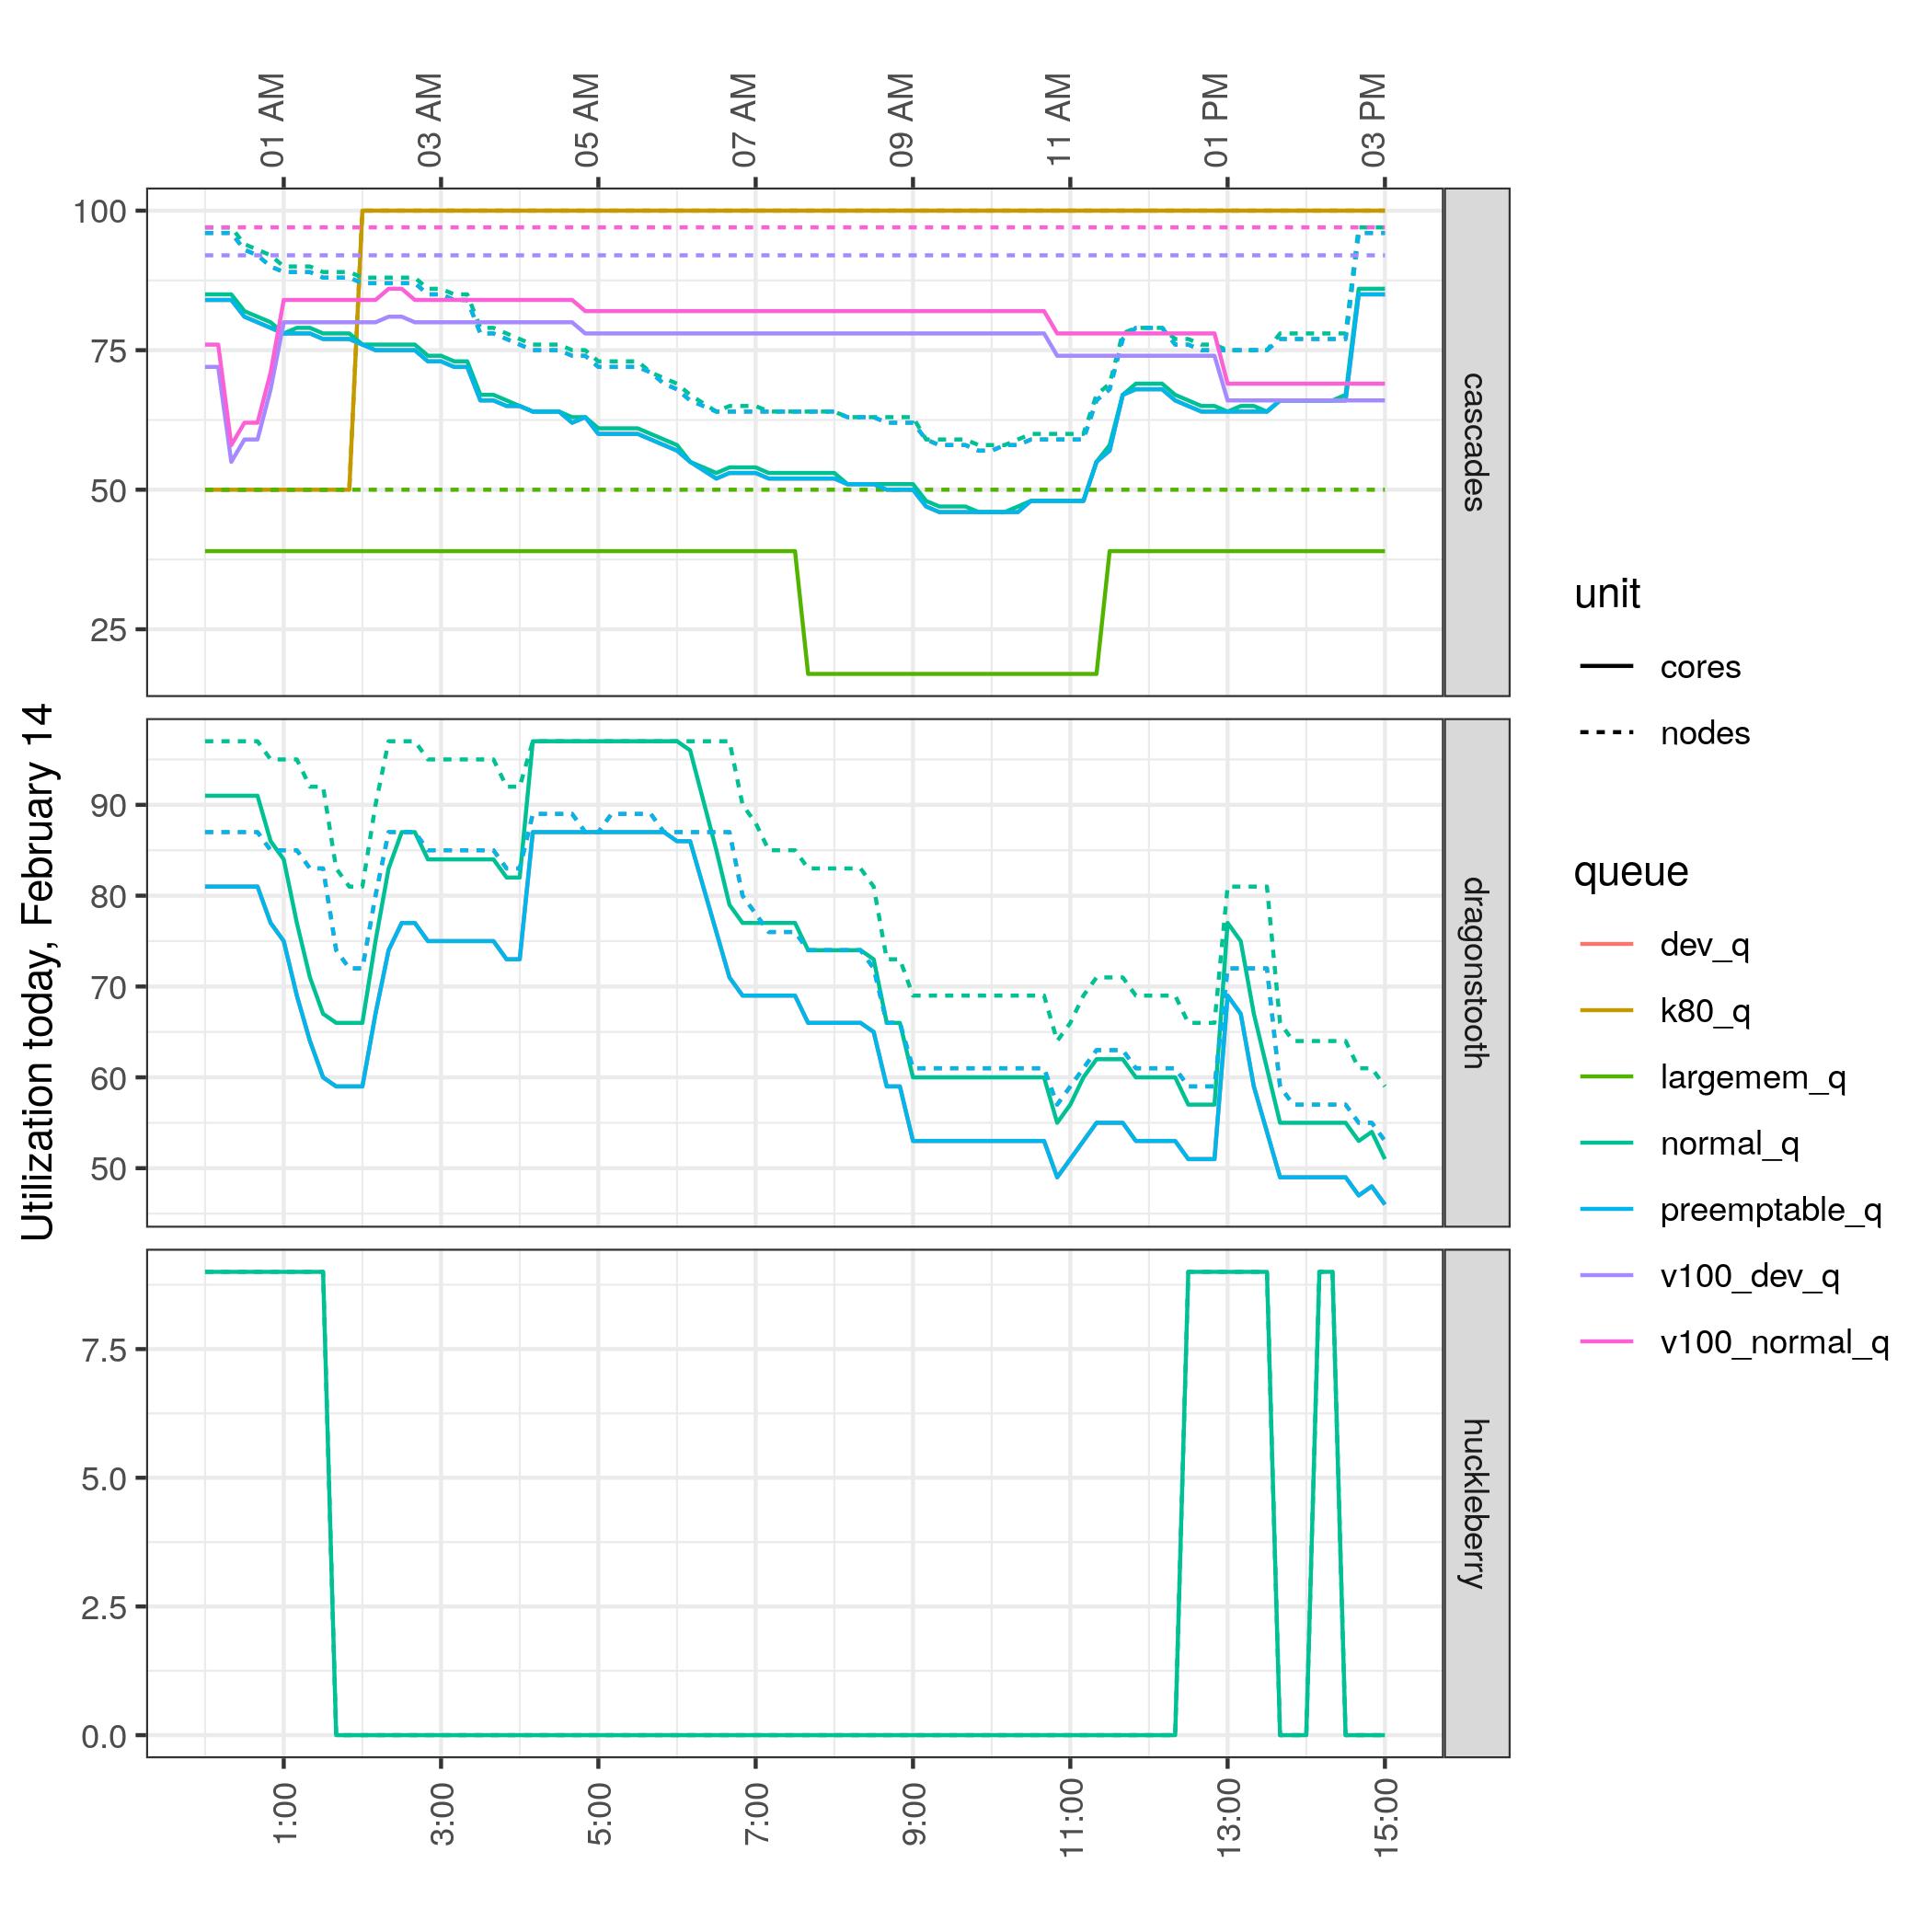 01 AM
03 AM
05 AM
07 AM
09 AM
11 AM
01 PM
03 PM
Utilization today, February 14
100
75
50
25
cascades
90
80
70
60
50
dragonstooth
7.5
5.0
2.5
0.0
huckleberry
1:00
3:00
5:00
7:00
9:00
11:00
13:00
15:00
unit
cores
nodes
queue
dev_q
k80_q
largemem_q
normal_q
preemptable_q
v100_dev_q
v100_normal_q